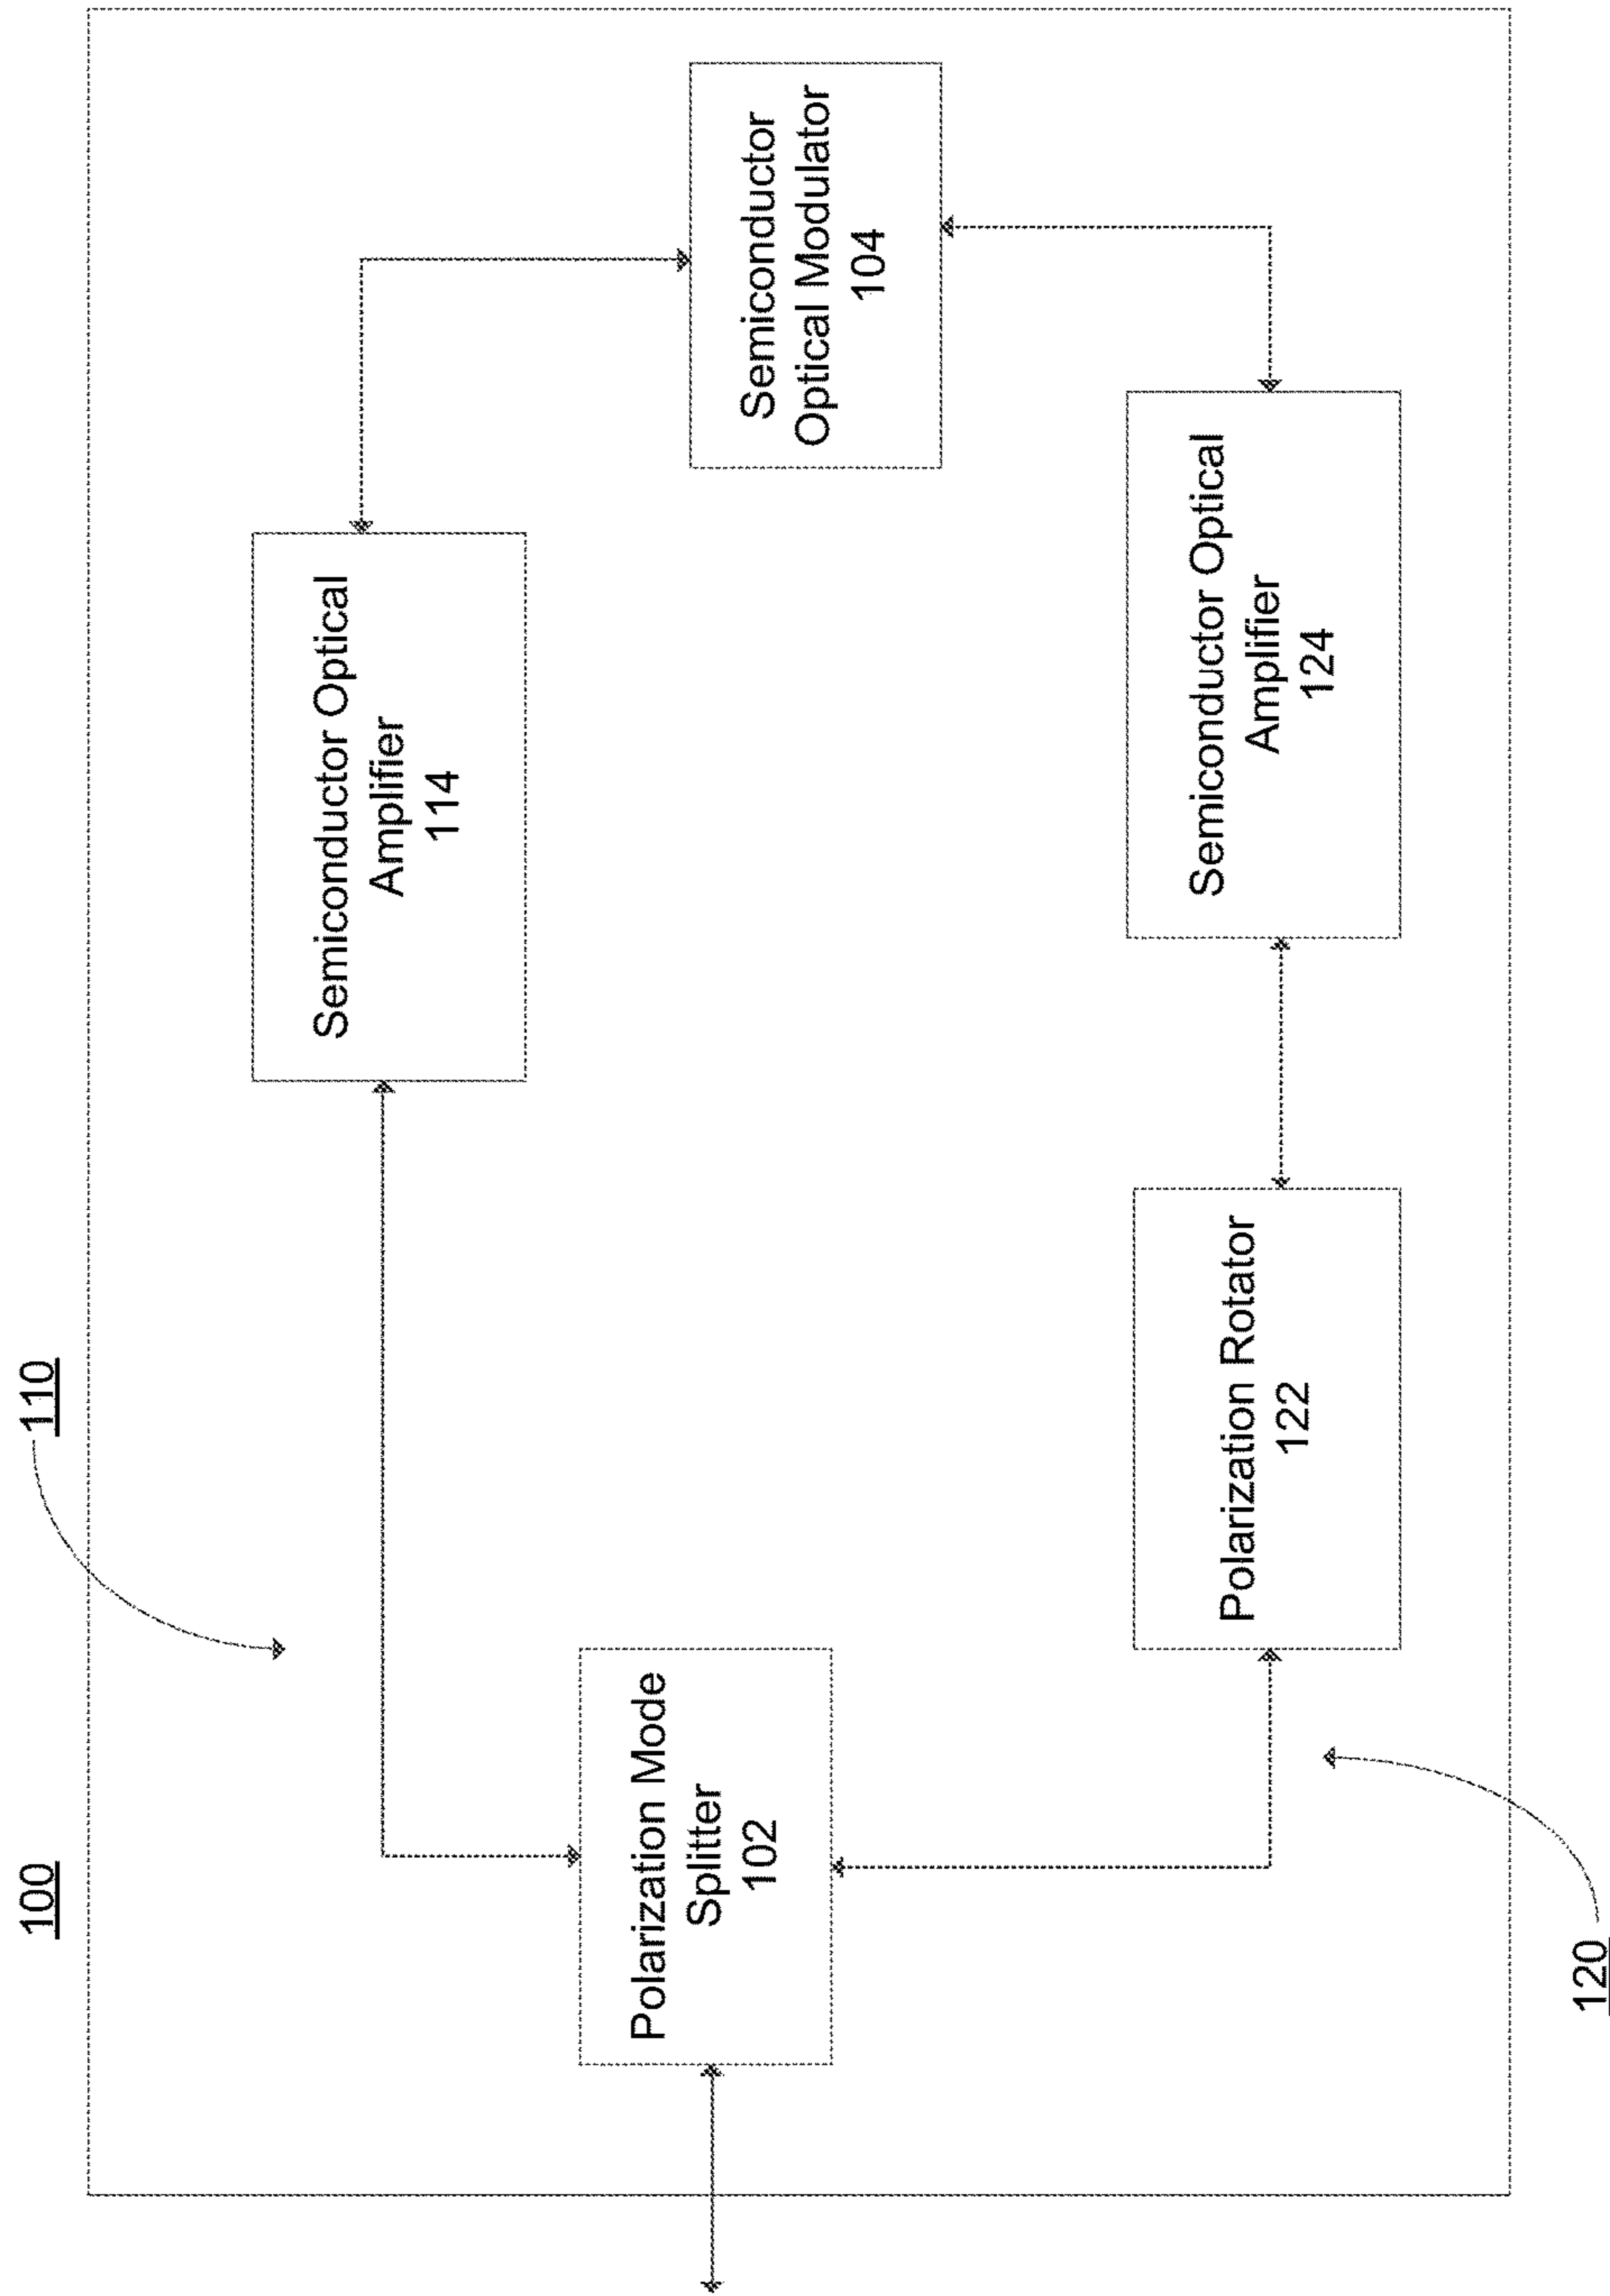 100
110
Polarization Mode
Splitter
102
Semiconductor Optical
Amplifier
114
Semiconductor
Optical Modulator
104
Polarization Rotator
122
Semiconductor Optical
Amplifier
124
120